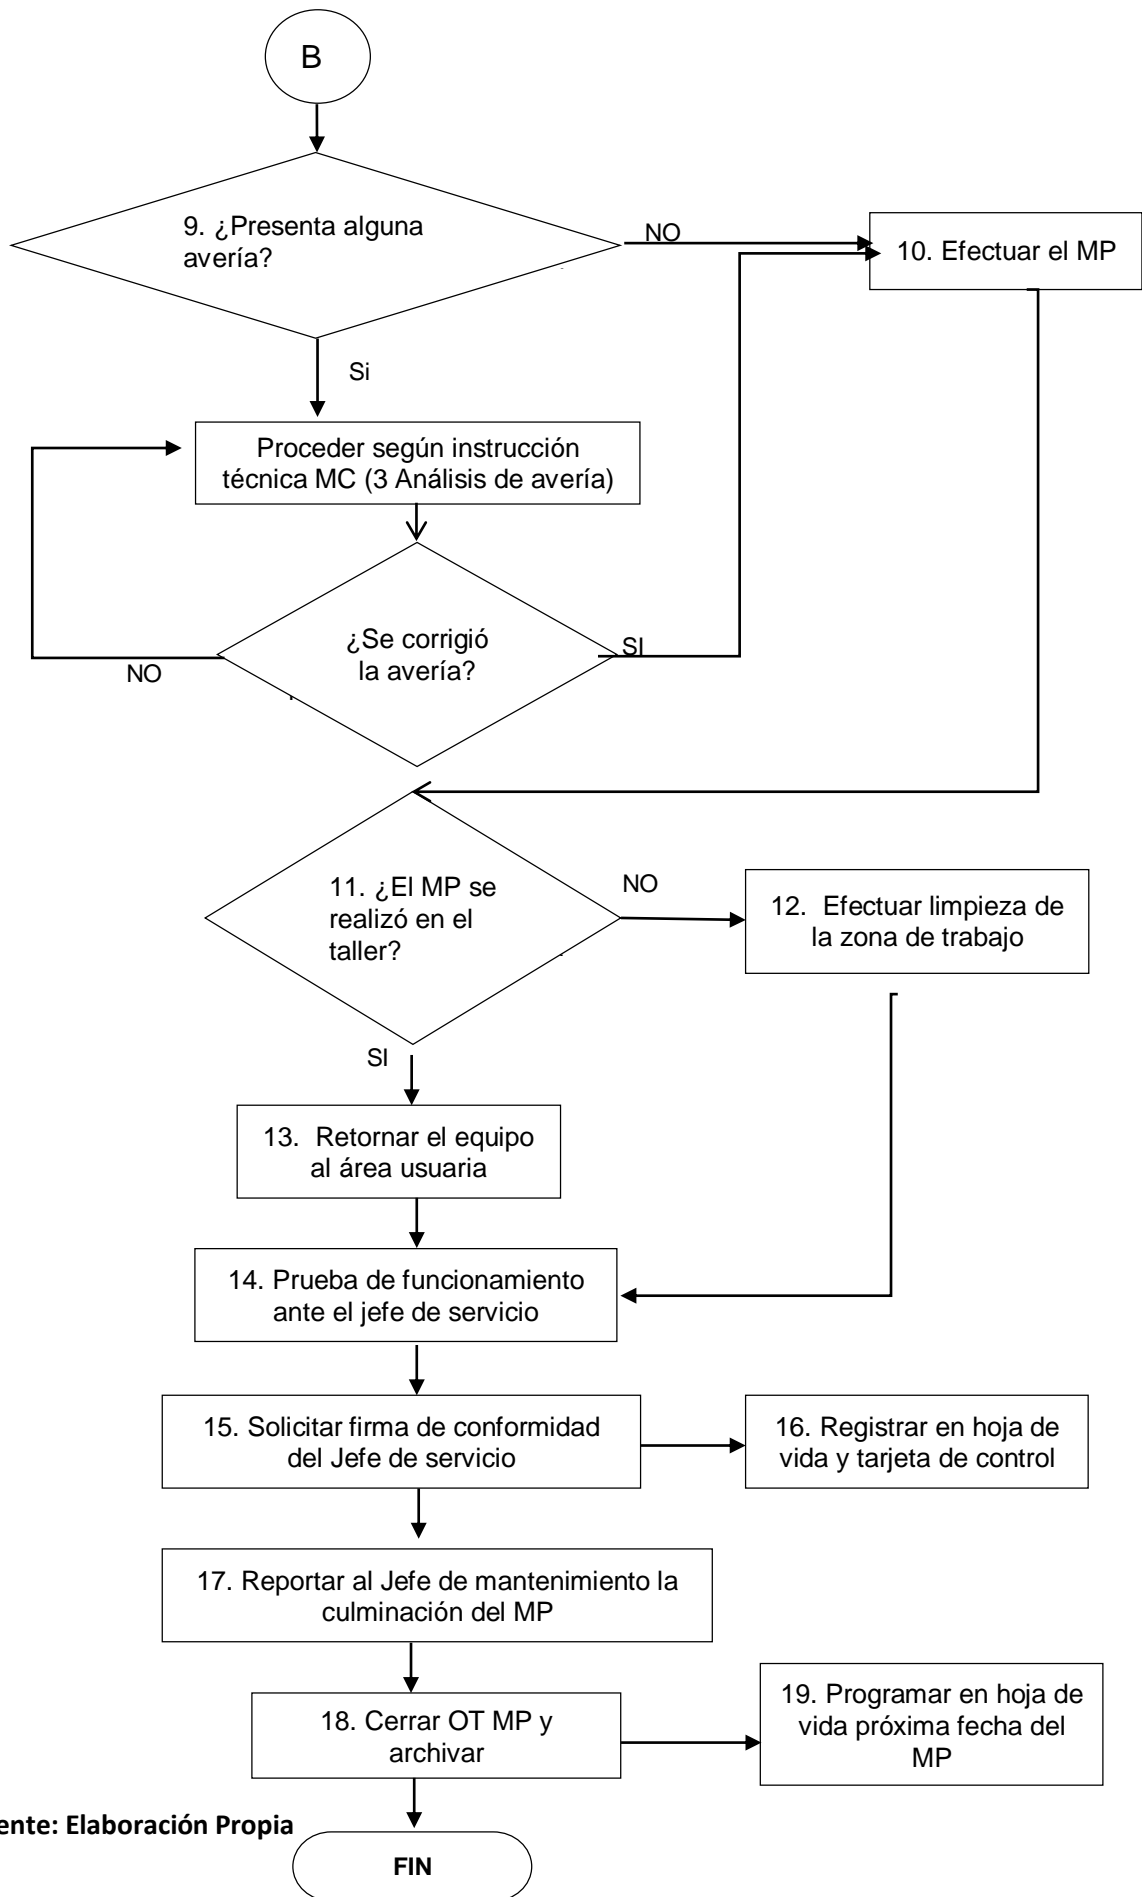 B
9. ¿Presenta alguna
avería?
NO
10. Efectuar el MP
Si
Proceder según instrucción
técnica MC (3 Análisis de avería)
¿Se corrigió
la avería?
SI
NO
11. ¿El MP se
realizó en el
taller?
NO
12. Efectuar limpieza de
la zona de trabajo
SI
13. Retornar el equipo
al área usuaria
14. Prueba de funcionamiento
ante el jefe de servicio
15. Solicitar firma de conformidad
del Jefe de servicio
16. Registrar en hoja de
vida y tarjeta de control
17. Reportar al Jefe de mantenimiento la
culminación del MP
18. Cerrar OT MP y
archivar
19. Programar en hoja de
vida próxima fecha del
MP
ente: Elaboración Propia
FIN